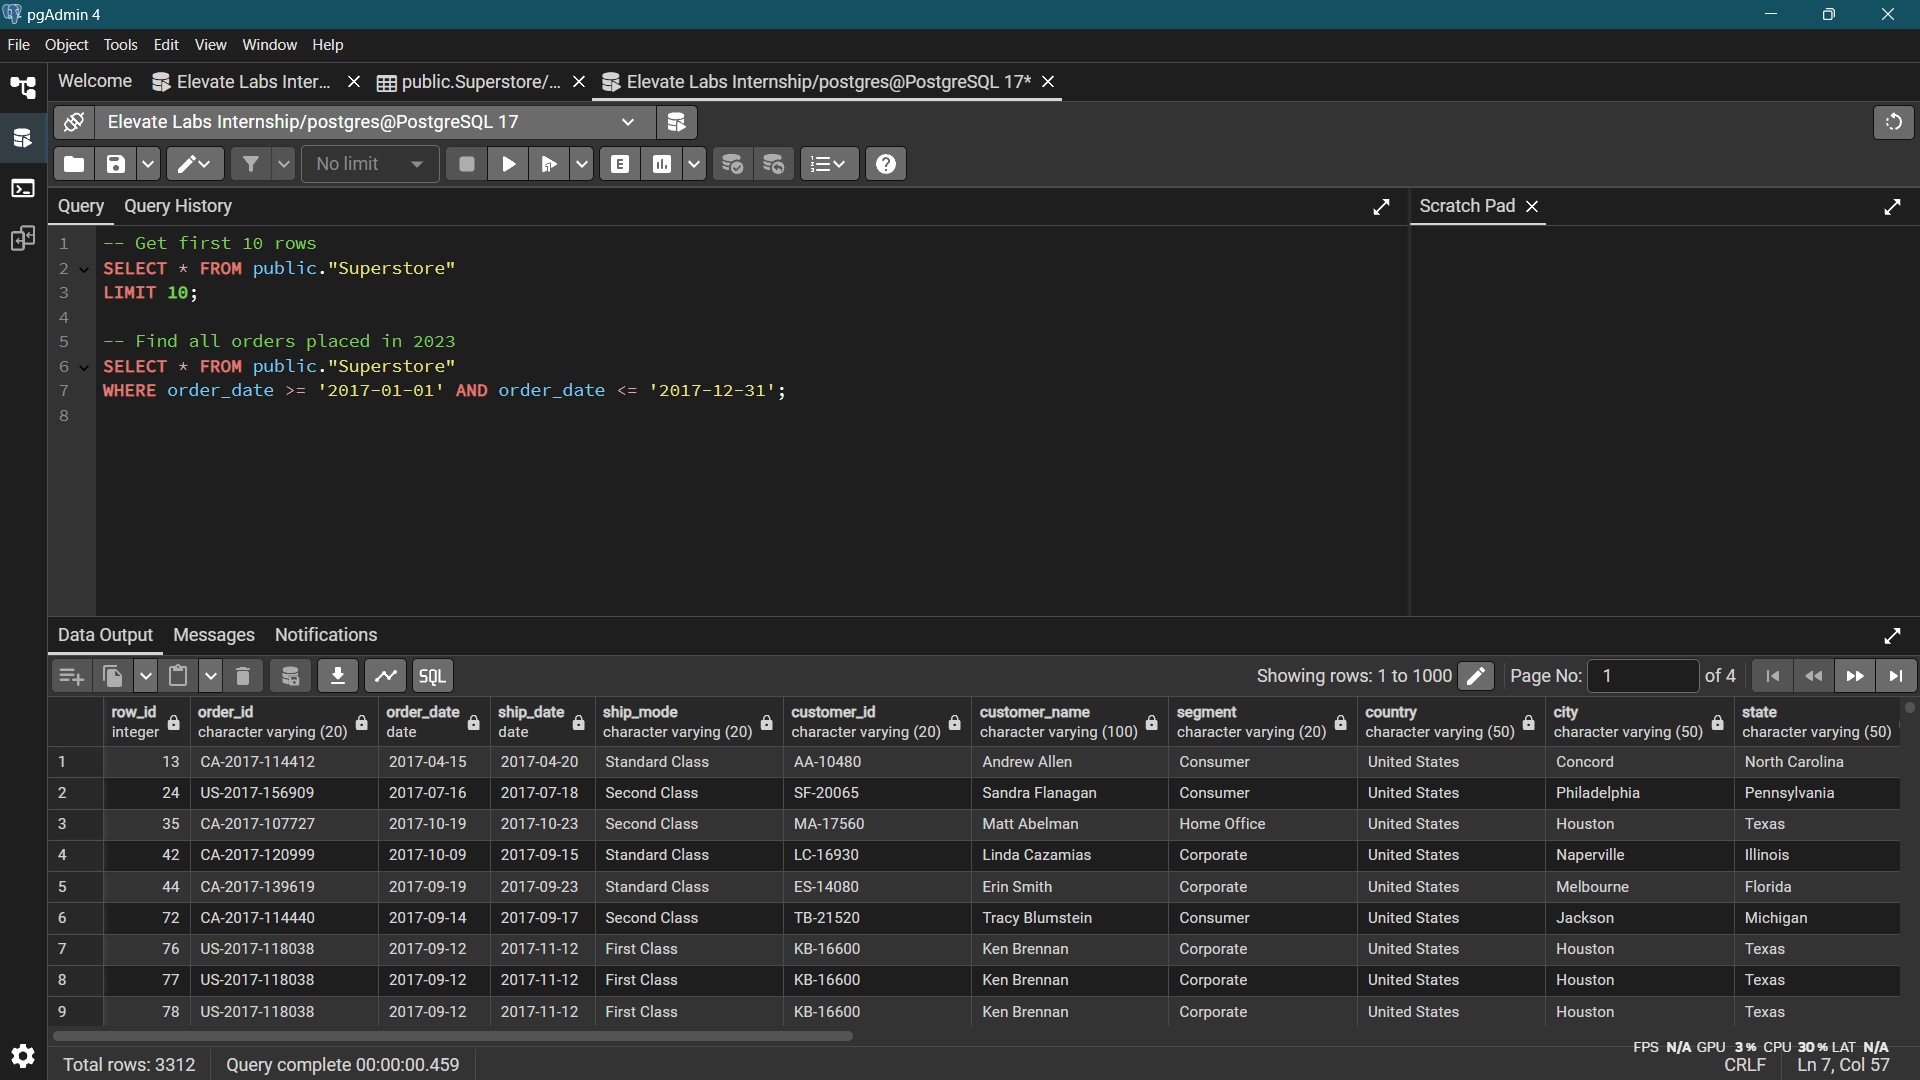 pgAdmin 4
File Object Tools Edit View Window Help
Welcome Elevate Labs Inter... public.Superstore/... Elevate Labs Internship/postgres@PostgreSQL 17*
Elevate Labs Internship/postgres@PostgreSQL 17
No limit E
Query Query History Scratch Pad
1 -- Get first 10 rows
2 SELECT * FROM public."Superstore"
3 LIMIT 10;
4
5 -- Find all orders placed in 2023
6 SELECT * FROM public."Superstore"
7 WHERE order_date >= '2017-01-01' AND order_date <= '2017-12-31';
8
Data Output Messages Notifications
SQL Showing rows: 1 to 1000 Page No: 1 of 4
row_id order_id order_date ship_date ship_mode customer_id customer_name segment country city state
integer character varying (20) date date character varying (20) character varying (20) character varying (100) character varying (20) character varying (50) character varying (50) character varying (50)
1 13 CA-2017-114412 2017-04-15 2017-04-20 Standard Class AA-10480 Andrew Allen Consumer United States Concord North Carolina
2 24 US-2017-156909 2017-07-16 2017-07-18 Second Class SF-20065 Sandra Flanagan Consumer United States Philadelphia Pennsylvania
3 35 CA-2017-107727 2017-10-19 2017-10-23 Second Class MA-17560 Matt Abelman Home Office United States Houston Texas
4 42 CA-2017-120999 2017-10-09 2017-09-15 Standard Class LC-16930 Linda Cazamias Corporate United States Naperville Illinois
5 44 CA-2017-139619 2017-09-19 2017-09-23 Standard Class ES-14080 Erin Smith Corporate United States Melbourne Florida
6 72 CA-2017-114440 2017-09-14 2017-09-17 Second Class TB-21520 Tracy Blumstein Consumer United States Jackson Michigan
7 76 US-2017-118038 2017-09-12 2017-11-12 First Class KB-16600 Ken Brennan Corporate United States Houston Texas
8 77 US-2017-118038 2017-09-12 2017-11-12 First Class KB-16600 Ken Brennan Corporate United States Houston Texas
9 78 US-2017-118038 2017-09-12 2017-11-12 First Class KB-16600 Ken Brennan Corporate United States Houston Texas
FPS N/A GPU 3% CPU 30% LAT N/A
Total rows: 3312 Query complete 00:00:00.459 CRLF Ln 7, Col 57